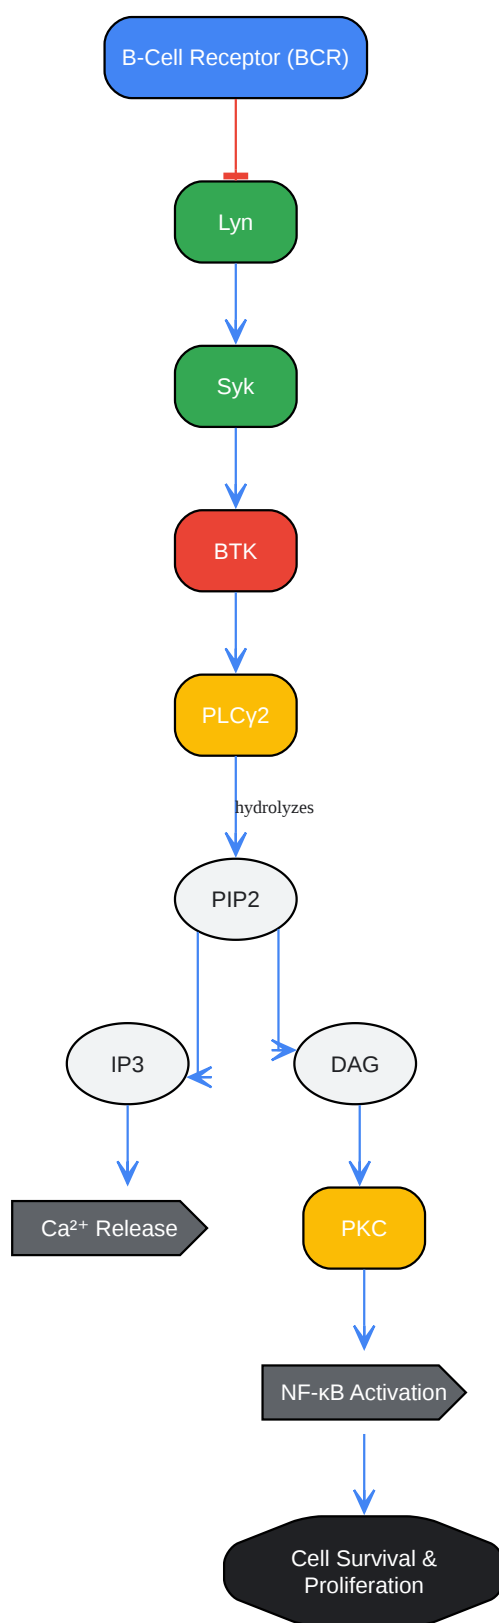 B-Cell Receptor (BCR)
Lyn
Syk
BTK
PLCγ2
hydrolyzes
PIP2
IP3
DAG
Ca²⁺ Release
PKC
NF-κB Activation
Cell Survival &
Proliferation